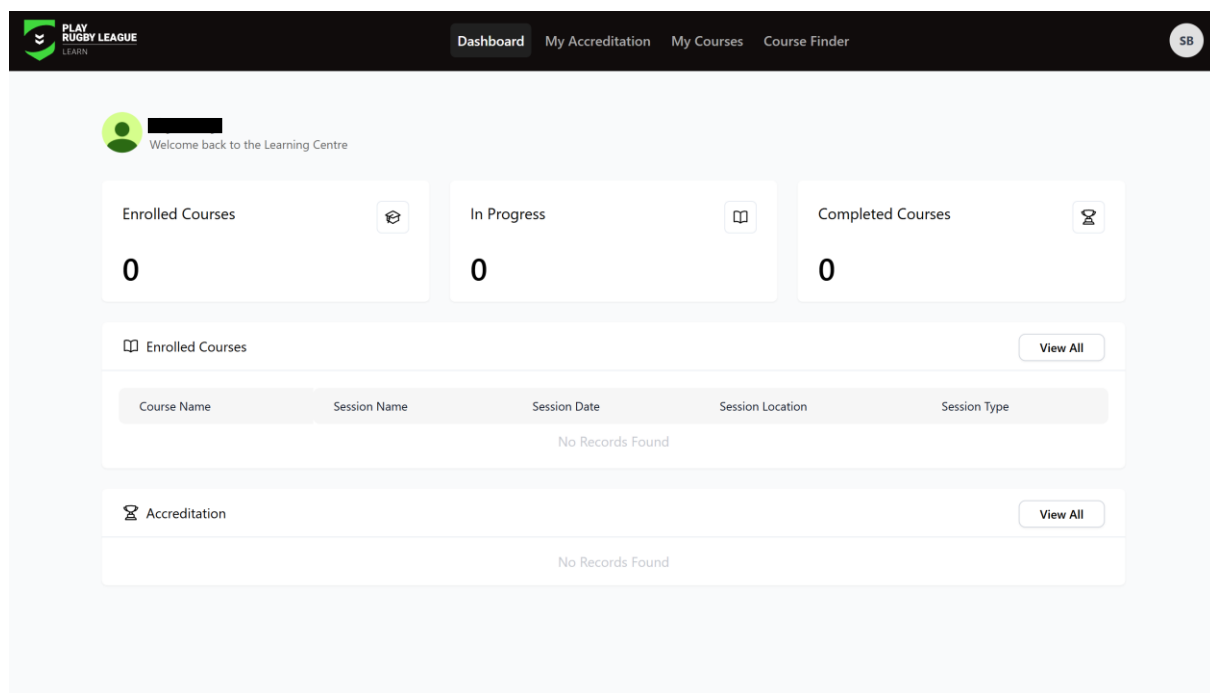 PLAY
RUGBY LEAGUE
LEARN
Dashboard My Accreditation My Courses Course Finder
SB
Welcome back to the Learning Centre
Enrolled Courses
0
In Progress
0
Completed Courses
0
Enrolled Courses View All
Course Name Session Name Session Date Session Location Session Type
No Records Found
Accreditation View All
No Records Found